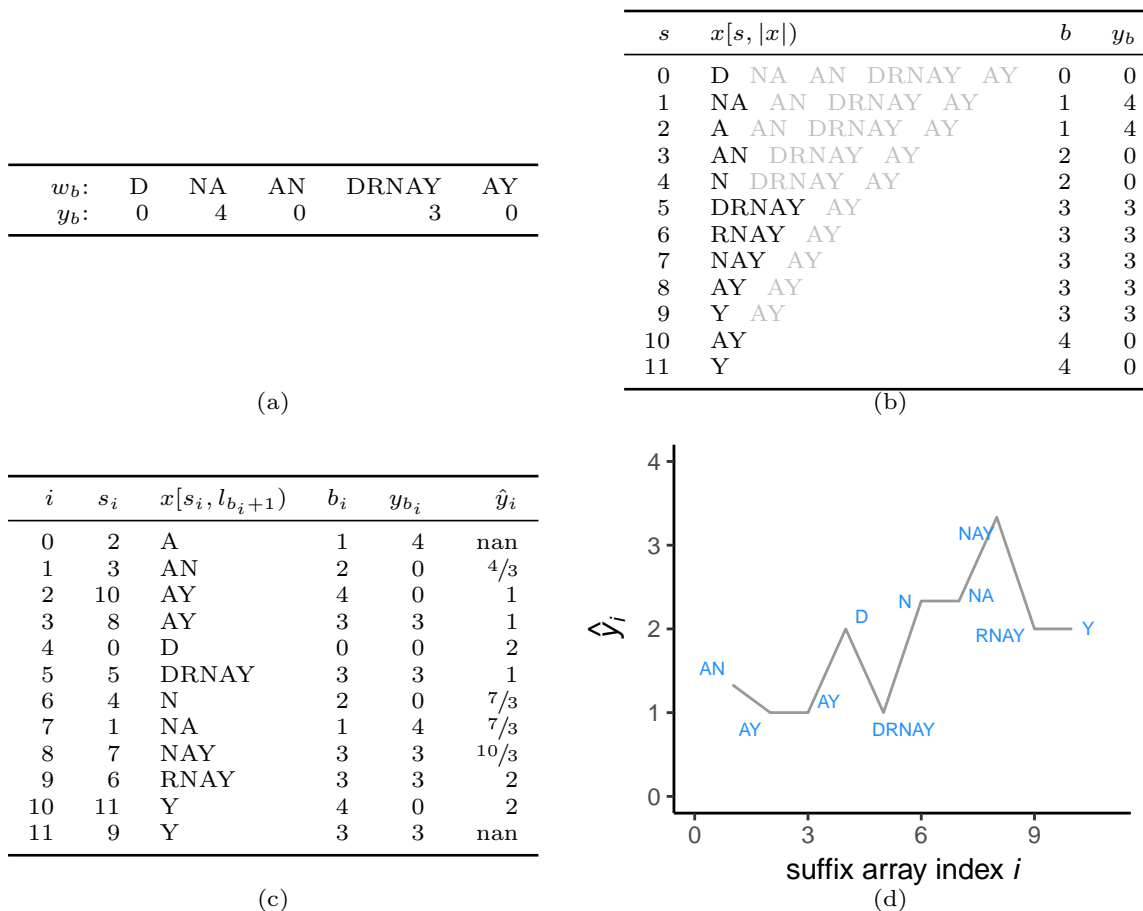 w_b: D NA AN DRNAY AY
y_b: 0 4 0 3 0
(a)
s x[s, |x|) b y_b
0 D NA AN DRNAY AY 0 0
1 NA AN DRNAY AY 1 4
2 A AN DRNAY AY 1 4
3 AN DRNAY AY 2 0
4 N DRNAY AY 2 0
5 DRNAY AY 3 3
6 RNAY AY 3 3
7 NAY AY 3 3
8 AY AY 3 3
9 Y AY 3 3
10 AY 4 0
11 Y 4 0
(b)
i s_i x[s_i, l_{b_i+1}) b_i y_{b_i} ŷ_i
0 2 A 1 4 nan
1 3 AN 2 0 4/3
2 10 AY 4 0 1
3 8 AY 3 3 1
4 0 D 0 0 2
5 5 DRNAY 3 3 1
6 4 N 2 0 7/3
7 1 NA 1 4 7/3
8 7 NAY 3 3 10/3
9 6 RNAY 3 3 2
10 11 Y 4 0 2
11 9 Y 3 3 nan
(c)
4
3
2
1
0
ŷ_i
NAY
NA
N
D
RNAY
Y
AN
AY
AY
DRNAY
0 3 6 9
suffix array index i
(d)